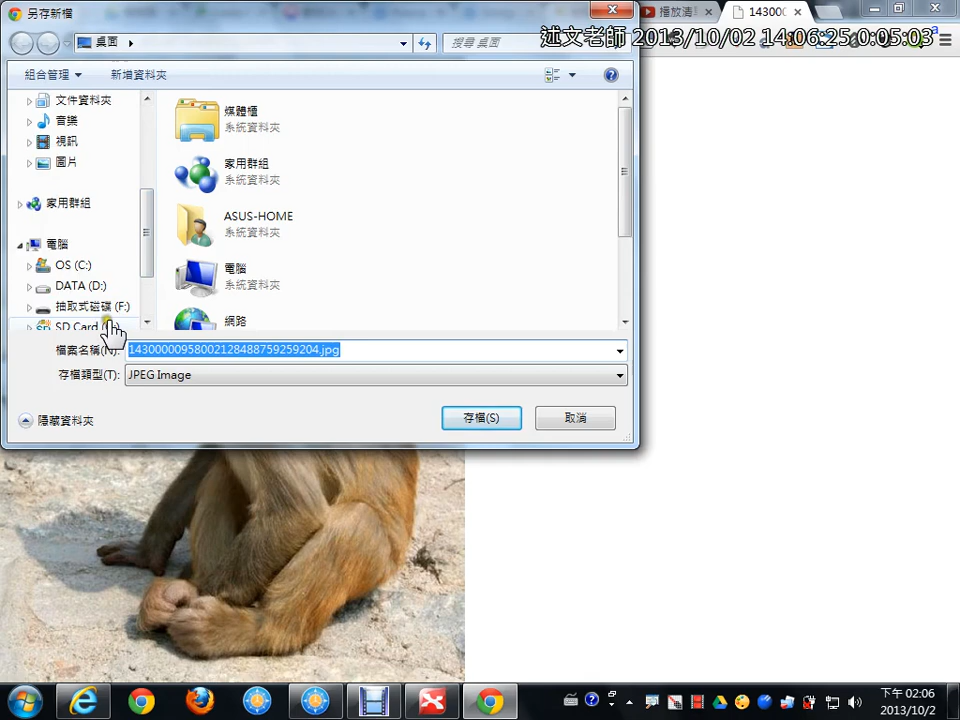 另存新檔
播放清
14300
桌面
搜尋 桌面
述文老師 2013/10/02 14:06:25 0:05:03
組合管理
新增資料夾
文件資料夾
音樂
視訊
圖片
家用群組
電腦
OS (C:)
DATA (D:)
抽取式磁碟 (F:)
SD Card
媒體櫃
系統資料夾
家用群組
系統資料夾
ASUS-HOME
系統資料夾
電腦
系統資料夾
網路
檔案名稱(N):
14300000958002128488759259204.jpg
存檔類型(T):
JPEG Image
隱藏資料夾
存檔(S)
取消
下午 02:06
2013/10/2